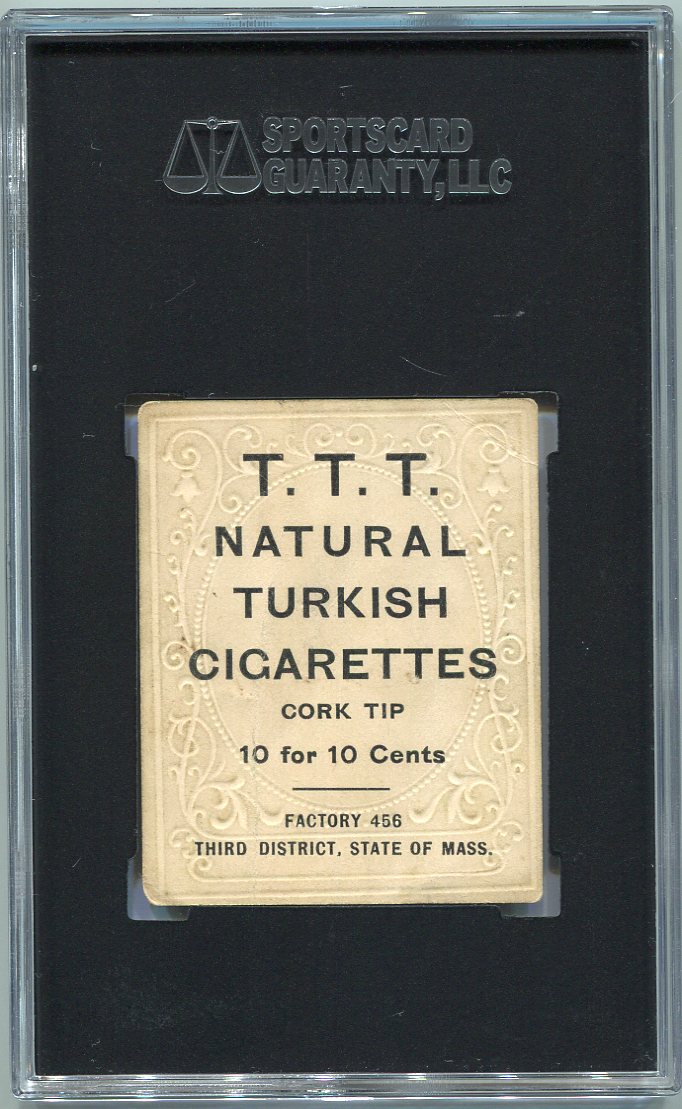 SPORTSCARD
GUARANTY, LLC
T. T. T.
NATURAL
TURKISH
CIGARETTES
CORK TIP
10 for 10 Cents
FACTORY 456
THIRD DISTRICT, STATE OF MASS.